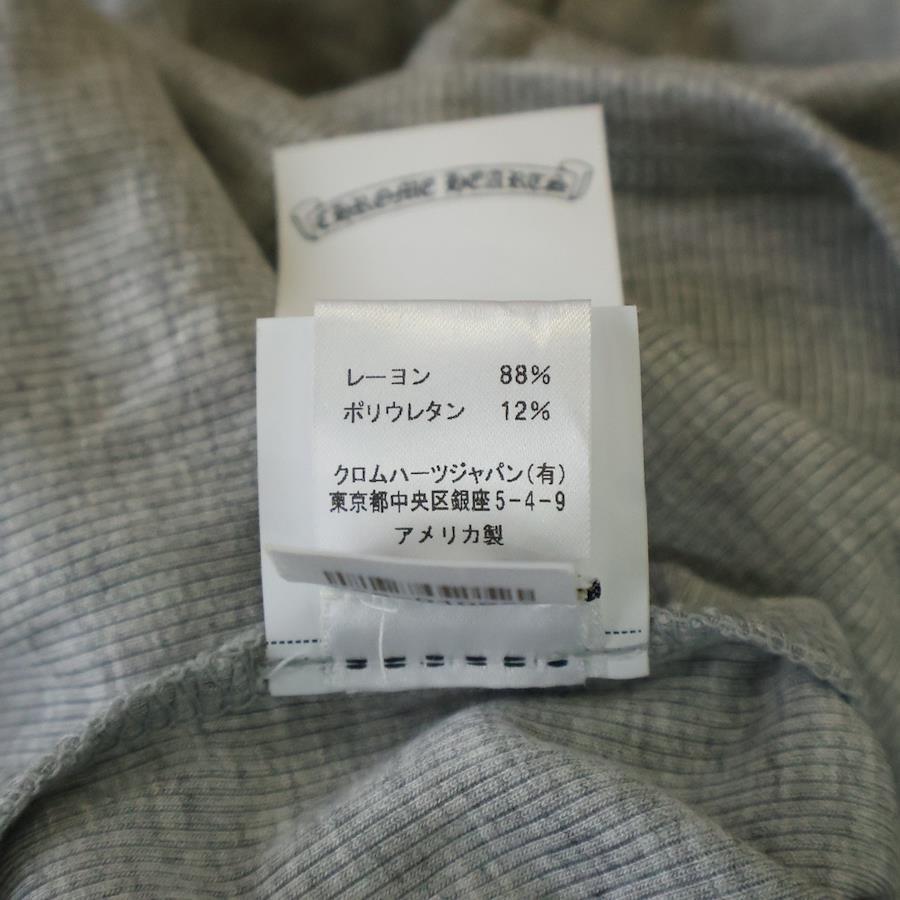 CHROME HEARTS
レーヨン 88%
ポリウレタン 12%
クロムハーツジャパン(有)
東京都中央区銀座5-4-9
アメリカ製